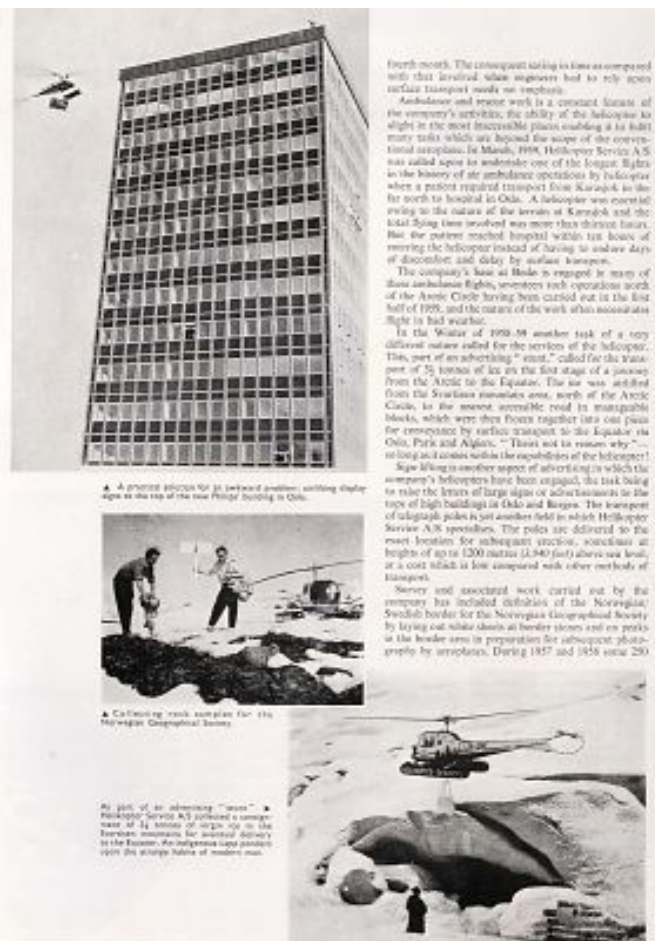 fourth month. The consequent saving in time as compared
with that involved when engineers had to rely upon
surface transport needs no emphasis.
Ambulance and rescue work is a constant feature of
the company's activities, the ability of the helicopter to
alight in the most inaccessible places enabling it to fulfil
many tasks which are beyond the scope of the conven-
tional aeroplane. In March, 1959, Helikopter Service A/S
was called upon to undertake one of the longest flights
in the history of air ambulance operations by helicopter
when a patient required transport from Karasjok in the
far north to hospital in Oslo. A helicopter was essential
owing to the nature of the terrain at Karasjok and the
total flying time involved was more than thirteen hours.
But the patient reached hospital within ten hours of
entering the helicopter instead of having to endure days
of discomfort and delay by surface transport.
The company's base at Bodo is engaged in many of
these ambulance flights, seventeen such operations north
of the Arctic Circle having been carried out in the first
half of 1959, and the nature of the work often necessitates
flight in bad weather.
In the Winter of 1958-59 another task of a very
different nature called for the services of the helicopter.
This, part of an advertising "stunt," called for the trans-
port of 3½ tonnes of ice on the first stage of a journey
from the Arctic to the Equator. The ice was airlifted
from the Svartisen mountain area, north of the Arctic
Circle, to the nearest accessible road in manageable
blocks, which were then frozen together into one piece
for conveyance by surface transport to the Equator via
Oslo, Paris and Algiers. "Theirs not to reason why"—
so long as it comes within the capabilities of the helicopter!
Sign lifting is another aspect of advertising in which the
company's helicopters have been engaged, the task being
to raise the letters of large signs or advertisements to the
tops of high buildings in Oslo and Bergen. The transport
of telegraph poles is yet another field in which Helikopter
Service A/S specialises. The poles are delivered to the
exact location for subsequent erection, sometimes at
heights of up to 1200 metres (3,940 feet) above sea level,
at a cost which is low compared with other methods of
transport.
Survey and associated work carried out by the
company has included definition of the Norwegian/
Swedish border for the Norwegian Geographical Society
by laying out white sheets at border stones and on peaks
in the border area in preparation for subsequent photo-
graphy by aeroplanes. During 1957 and 1958 some 250
▲ A practical solution for an awkward problem: airlifting display
signs to the top of the new Philips' building in Oslo.
▲ Collecting rock samples for the
Norwegian Geographical Society.
As part of an advertising "stunt" ►
Helikopter Service A/S collected a consign-
ment of 3½ tonnes of virgin ice in the
Svartisen mountains for eventual delivery
to the Equator. An indigenous Lapp ponders
upon the strange habits of modern man.